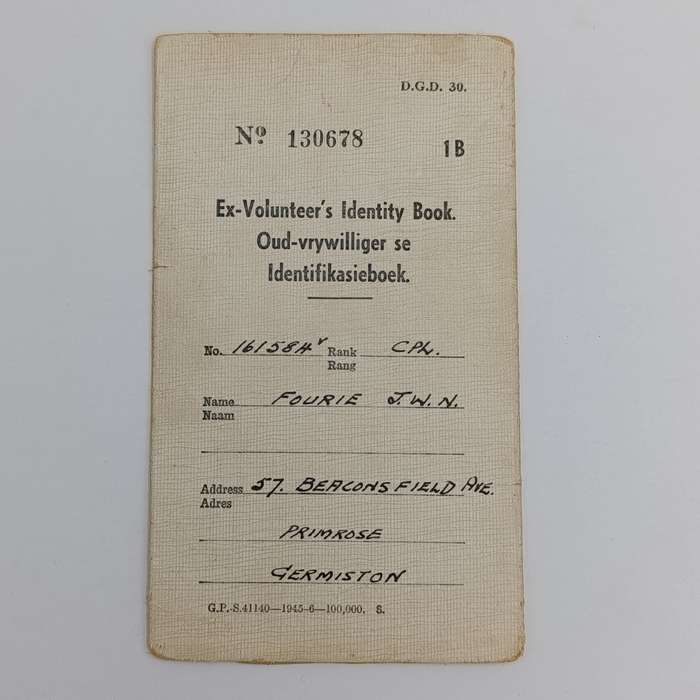 D.G.D. 30.
Nº 130678
1B
Ex-Volunteer's Identity Book.
Oud-vrywilliger se
Identifikasieboek.
No. 161584 V Rank CPL.
Rang
Name FOURIE J.W.N.
Naam
Address 57. BEACONSFIELD AVE.
Adres
PRIMROSE
GERMISTON
G.P.-S.41140—1945-6—100,000. S.